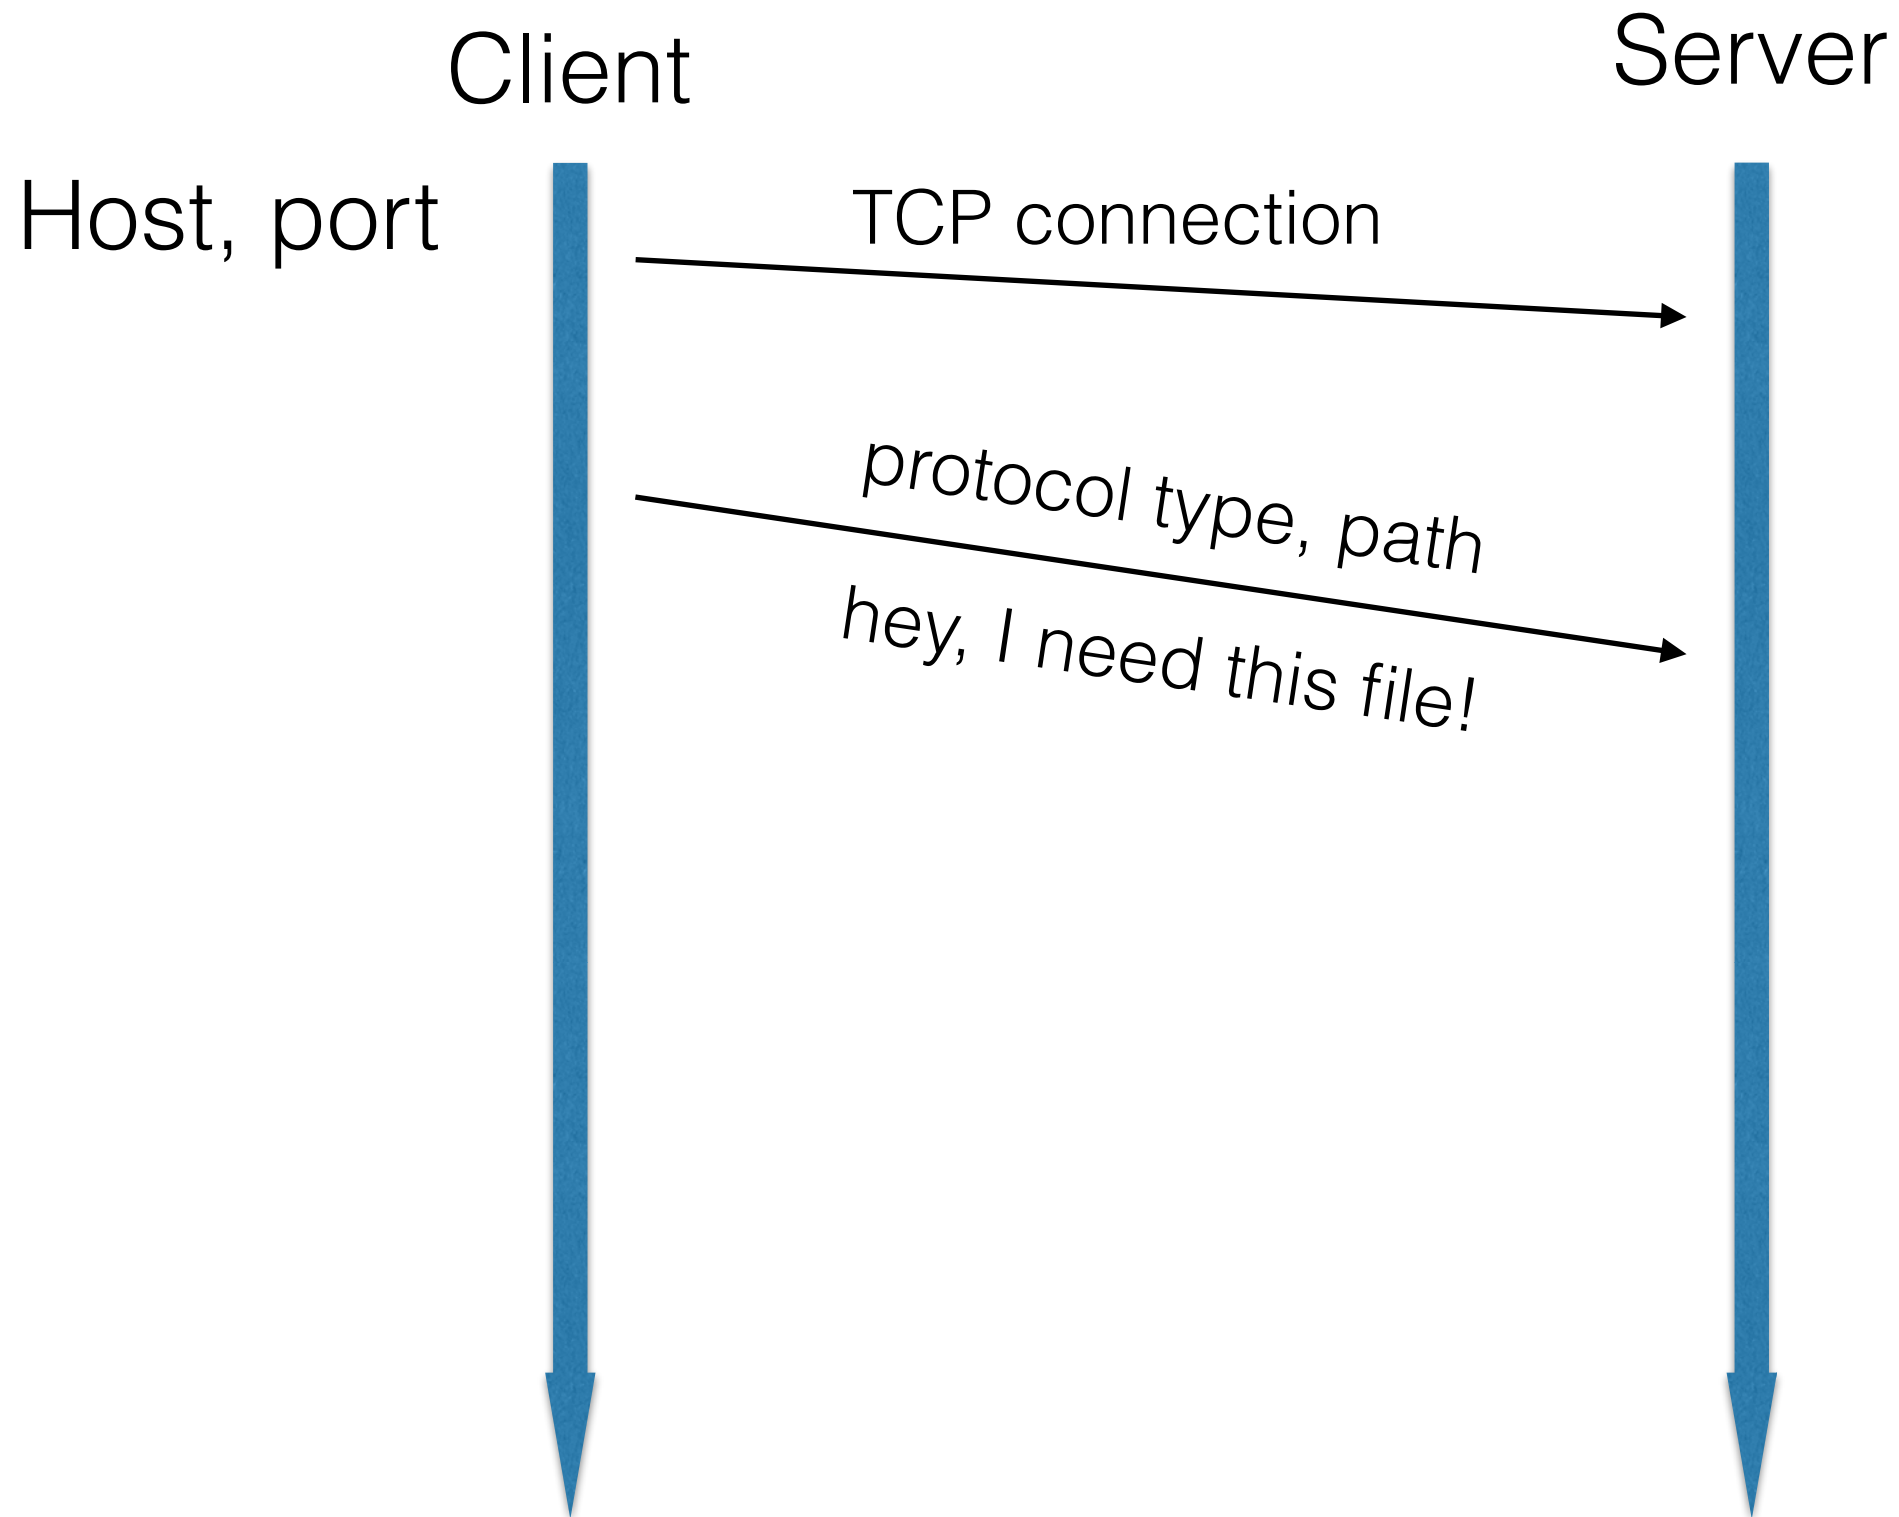 Client
Server
Host, port
TCP connection
protocol type, path
hey, I need this file!